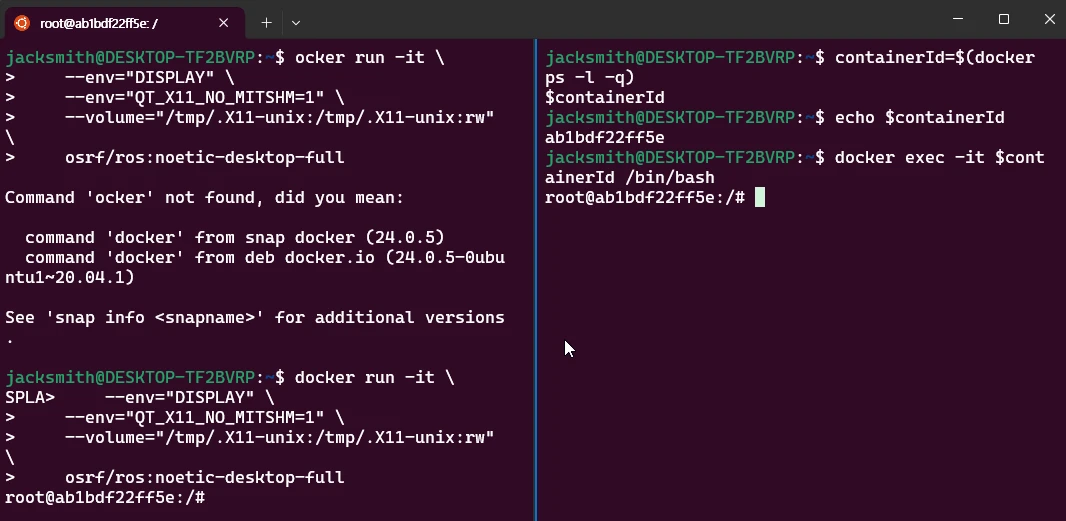 root@ab1bdf22ff5e: /
jacksmith@DESKTOP-TF2BVRP:~$ ocker run -it \
>     --env="DISPLAY" \
>     --env="QT_X11_NO_MITSHM=1" \
>     --volume="/tmp/.X11-unix:/tmp/.X11-unix:rw"
\
>     osrf/ros:noetic-desktop-full
Command 'ocker' not found, did you mean:
  command 'docker' from snap docker (24.0.5)
  command 'docker' from deb docker.io (24.0.5-0ubu
ntu1~20.04.1)
See 'snap info <snapname>' for additional versions
.
jacksmith@DESKTOP-TF2BVRP:~$ docker run -it \
SPLA>     --env="DISPLAY" \
>     --env="QT_X11_NO_MITSHM=1" \
>     --volume="/tmp/.X11-unix:/tmp/.X11-unix:rw"
\
>     osrf/ros:noetic-desktop-full
root@ab1bdf22ff5e:/#
jacksmith@DESKTOP-TF2BVRP:~$ containerId=$(docker
ps -l -q)
$containerId
jacksmith@DESKTOP-TF2BVRP:~$ echo $containerId
ab1bdf22ff5e
jacksmith@DESKTOP-TF2BVRP:~$ docker exec -it $cont
ainerId /bin/bash
root@ab1bdf22ff5e:/#